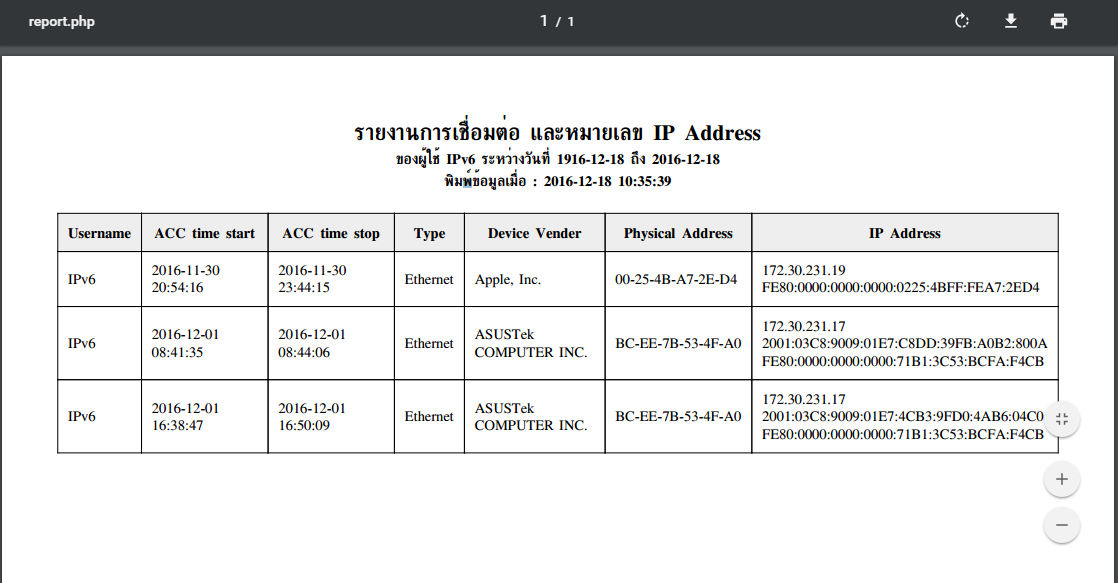 report.php
1 / 1
รายงานการเชื่อมต่อ และหมายเลข IP Address
ของผู้ใช้ IPv6 ระหว่างวันที่ 1916-12-18 ถึง 2016-12-18
พิมพ์ข้อมูลเมื่อ : 2016-12-18 10:35:39
Username ACC time start ACC time stop Type Device Vender Physical Address IP Address
IPv6
2016-11-30
20:54:16
2016-11-30
23:44:15
Ethernet
Apple, Inc.
00-25-4B-A7-2E-D4
172.30.231.19
FE80:0000:0000:0000:0225:4BFF:FEA7:2ED4
IPv6
2016-12-01
08:41:35
2016-12-01
08:44:06
Ethernet
ASUSTek
COMPUTER INC.
BC-EE-7B-53-4F-A0
172.30.231.17
2001:03C8:9009:01E7:C8DD:39FB:A0B2:800A
FE80:0000:0000:0000:71B1:3C53:BCFA:F4CB
IPv6
2016-12-01
16:38:47
2016-12-01
16:50:09
Ethernet
ASUSTek
COMPUTER INC.
BC-EE-7B-53-4F-A0
172.30.231.17
2001:03C8:9009:01E7:4CB3:9FD0:4AB6:04C0
FE80:0000:0000:0000:71B1:3C53:BCFA:F4CB